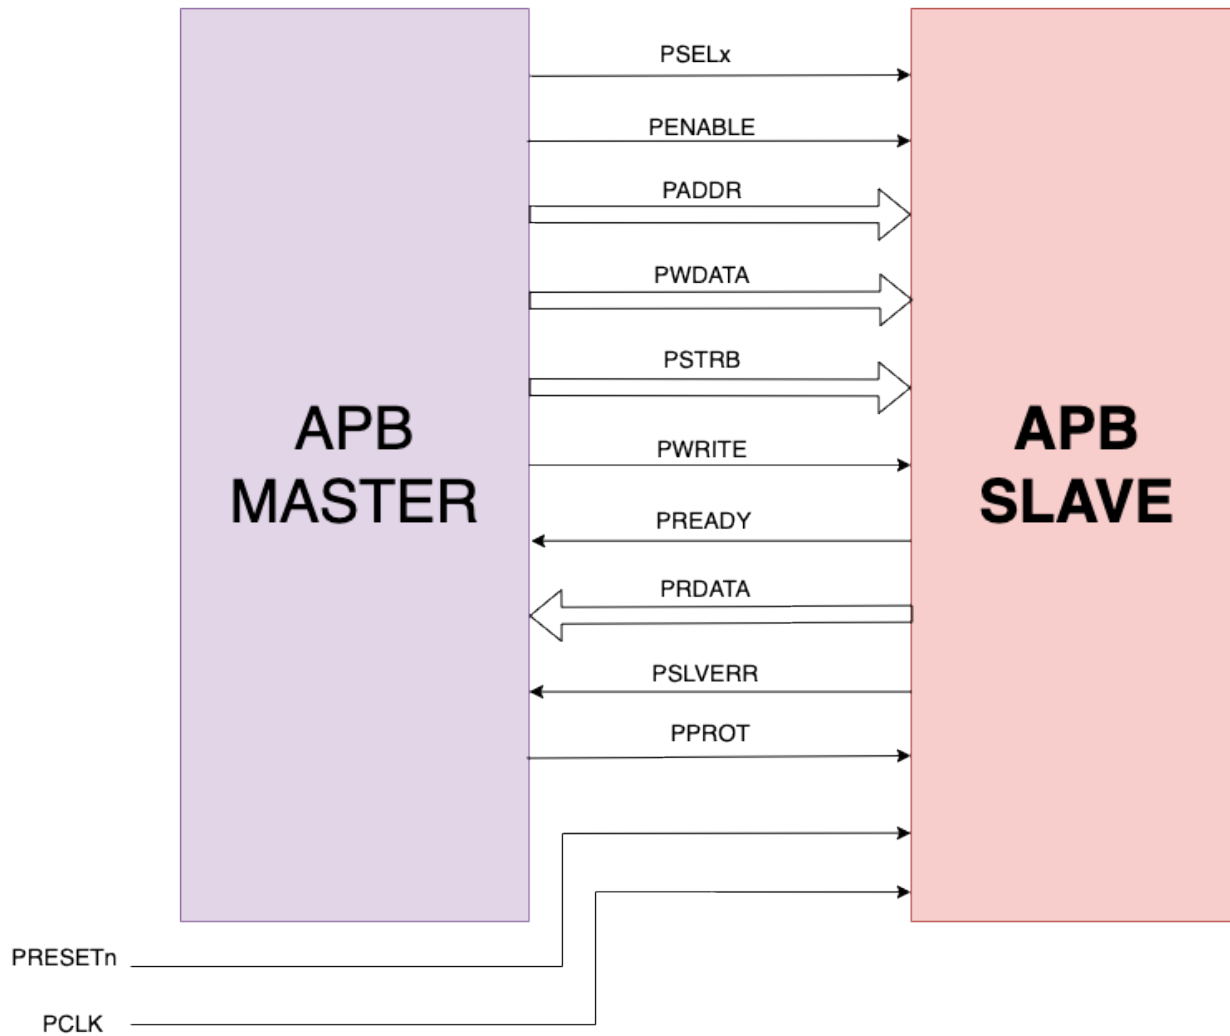 PSELx
PENABLE
PADDR
PWDATA
PSTRB
APB
MASTER
APB
SLAVE
PWRITE
PREADY
PRDATA
PSLVERR
PPROT
PRESETn
PCLK